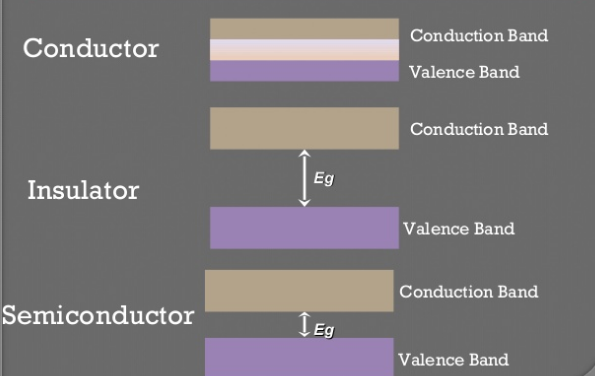 Conductor
Conduction Band
Valence Band
Conduction Band
Insulator
Eg
Valence Band
Conduction Band
Semiconductor
Eg
Valence Band